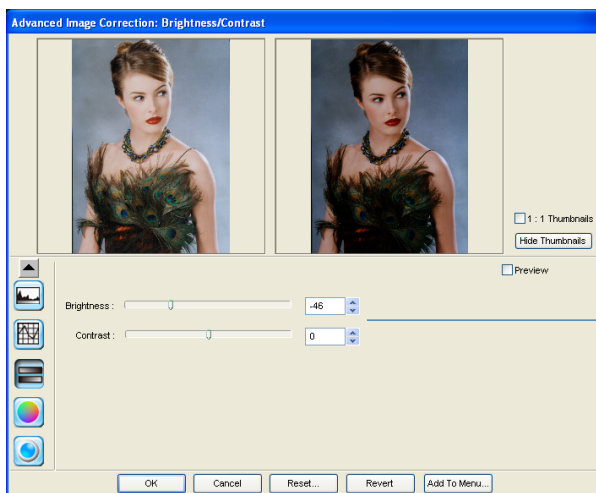 Advanced Image Correction: Brightness/Contrast
1 : 1 Thumbnails
Hide Thumbnails
Preview
Brightness : -46
Contrast : 0
OK Cancel Reset... Revert Add To Menu...